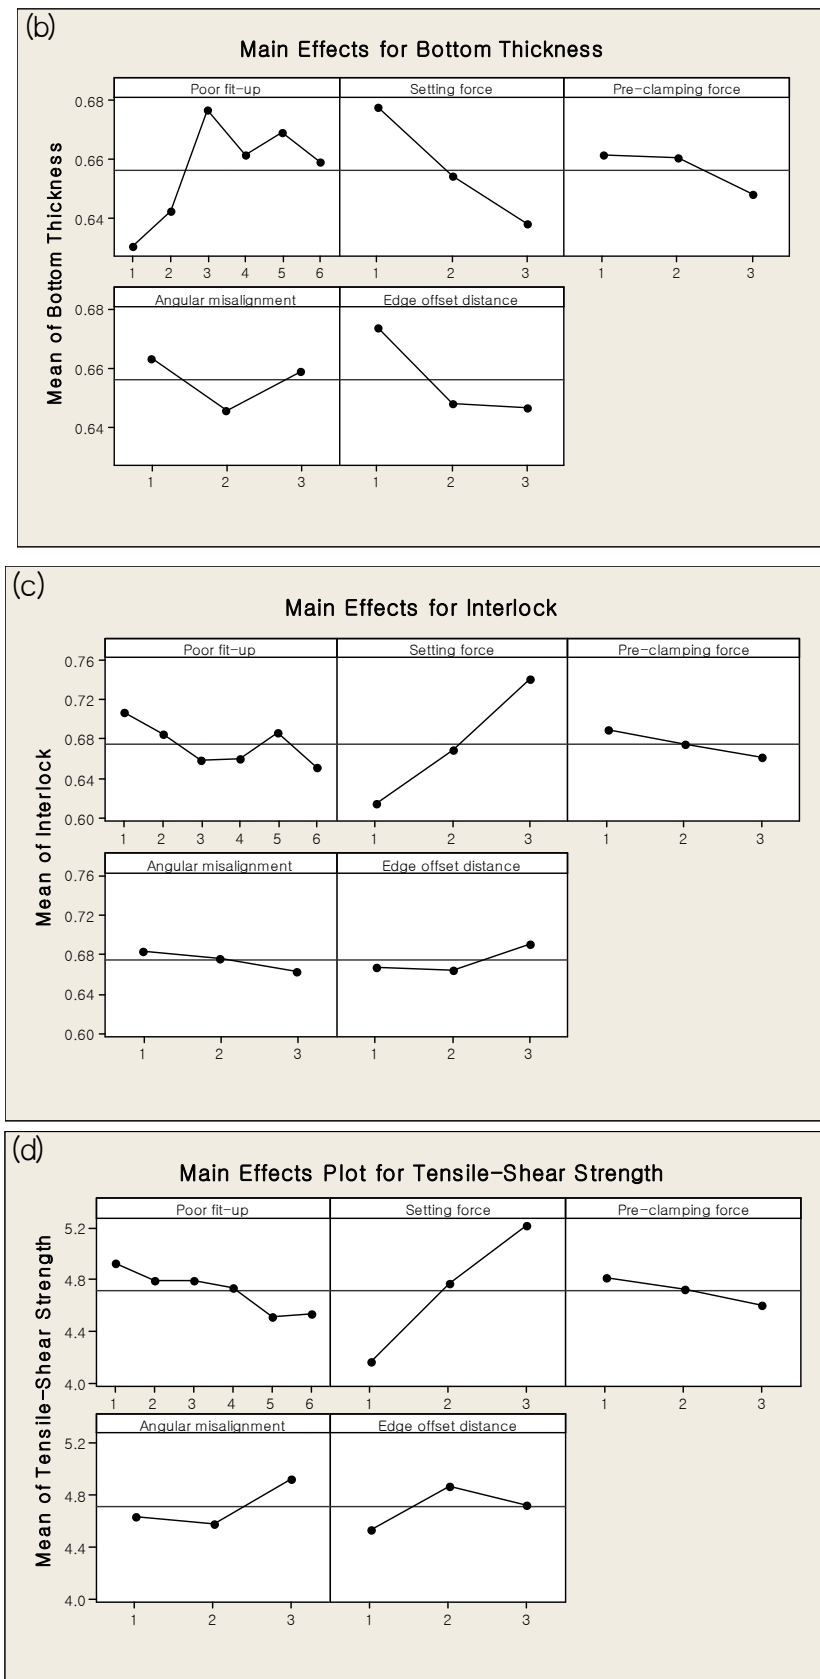 (b)
Main Effects for Bottom Thickness
Mean of Bottom Thickness
Poor fit-up Setting force Pre-clamping force
0.68
0.66
0.64
1 2 3 4 5 6 1 2 3 1 2 3
Angular misalignment Edge offset distance
0.68
0.66
0.64
1 2 3 1 2 3
(c)
Main Effects for Interlock
Mean of Interlock
Poor fit-up Setting force Pre-clamping force
0.76
0.72
0.68
0.64
0.60
1 2 3 4 5 6 1 2 3 1 2 3
Angular misalignment Edge offset distance
0.76
0.72
0.68
0.64
0.60
1 2 3 1 2 3
(d)
Main Effects Plot for Tensile-Shear Strength
Mean of Tensile-Shear Strength
Poor fit-up Setting force Pre-clamping force
5.2
4.8
4.4
4.0
1 2 3 4 5 6 1 2 3 1 2 3
Angular misalignment Edge offset distance
5.2
4.8
4.4
4.0
1 2 3 1 2 3